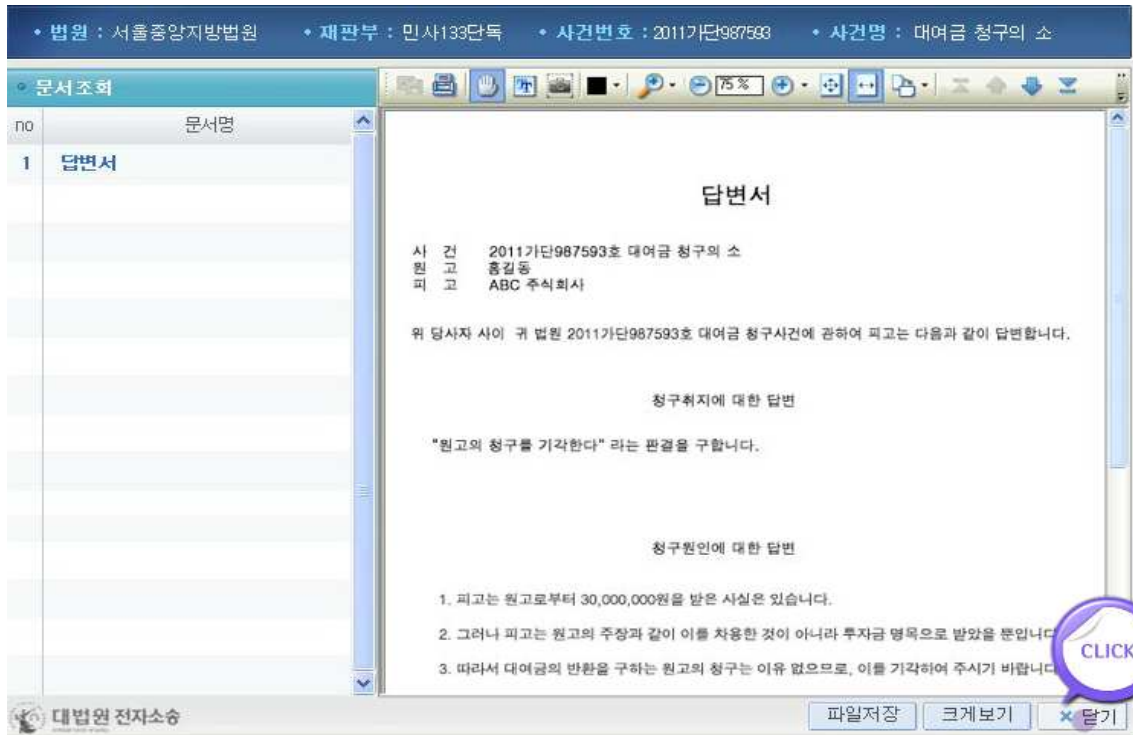 • 법원 : 서울중앙지방법원 • 재판부 : 민사133단독 • 사건번호 : 2011가단987593 • 사건명 : 대여금 청구의 소
문서조회
75 %
no 문서명
1 답변서
답변서
사 건 2011가단987593호 대여금 청구의 소
원 고 홍길동
피 고 ABC 주식회사
위 당사자 사이 귀 법원 2011가단987593호 대여금 청구사건에 관하여 피고는 다음과 같이 답변합니다.
청구취지에 대한 답변
"원고의 청구를 기각한다" 라는 판결을 구합니다.
청구원인에 대한 답변
1. 피고는 원고로부터 30,000,000원을 받은 사실은 있습니다.
2. 그러나 피고는 원고의 주장과 같이 이를 차용한 것이 아니라 투자금 명목으로 받았을 뿐입니다
3. 따라서 대여금의 반환을 구하는 원고의 청구는 이유 없으므로, 이를 기각하여 주시기 바랍니다
CLICK
대법원 전자소송
파일저장 크게보기 × 닫기